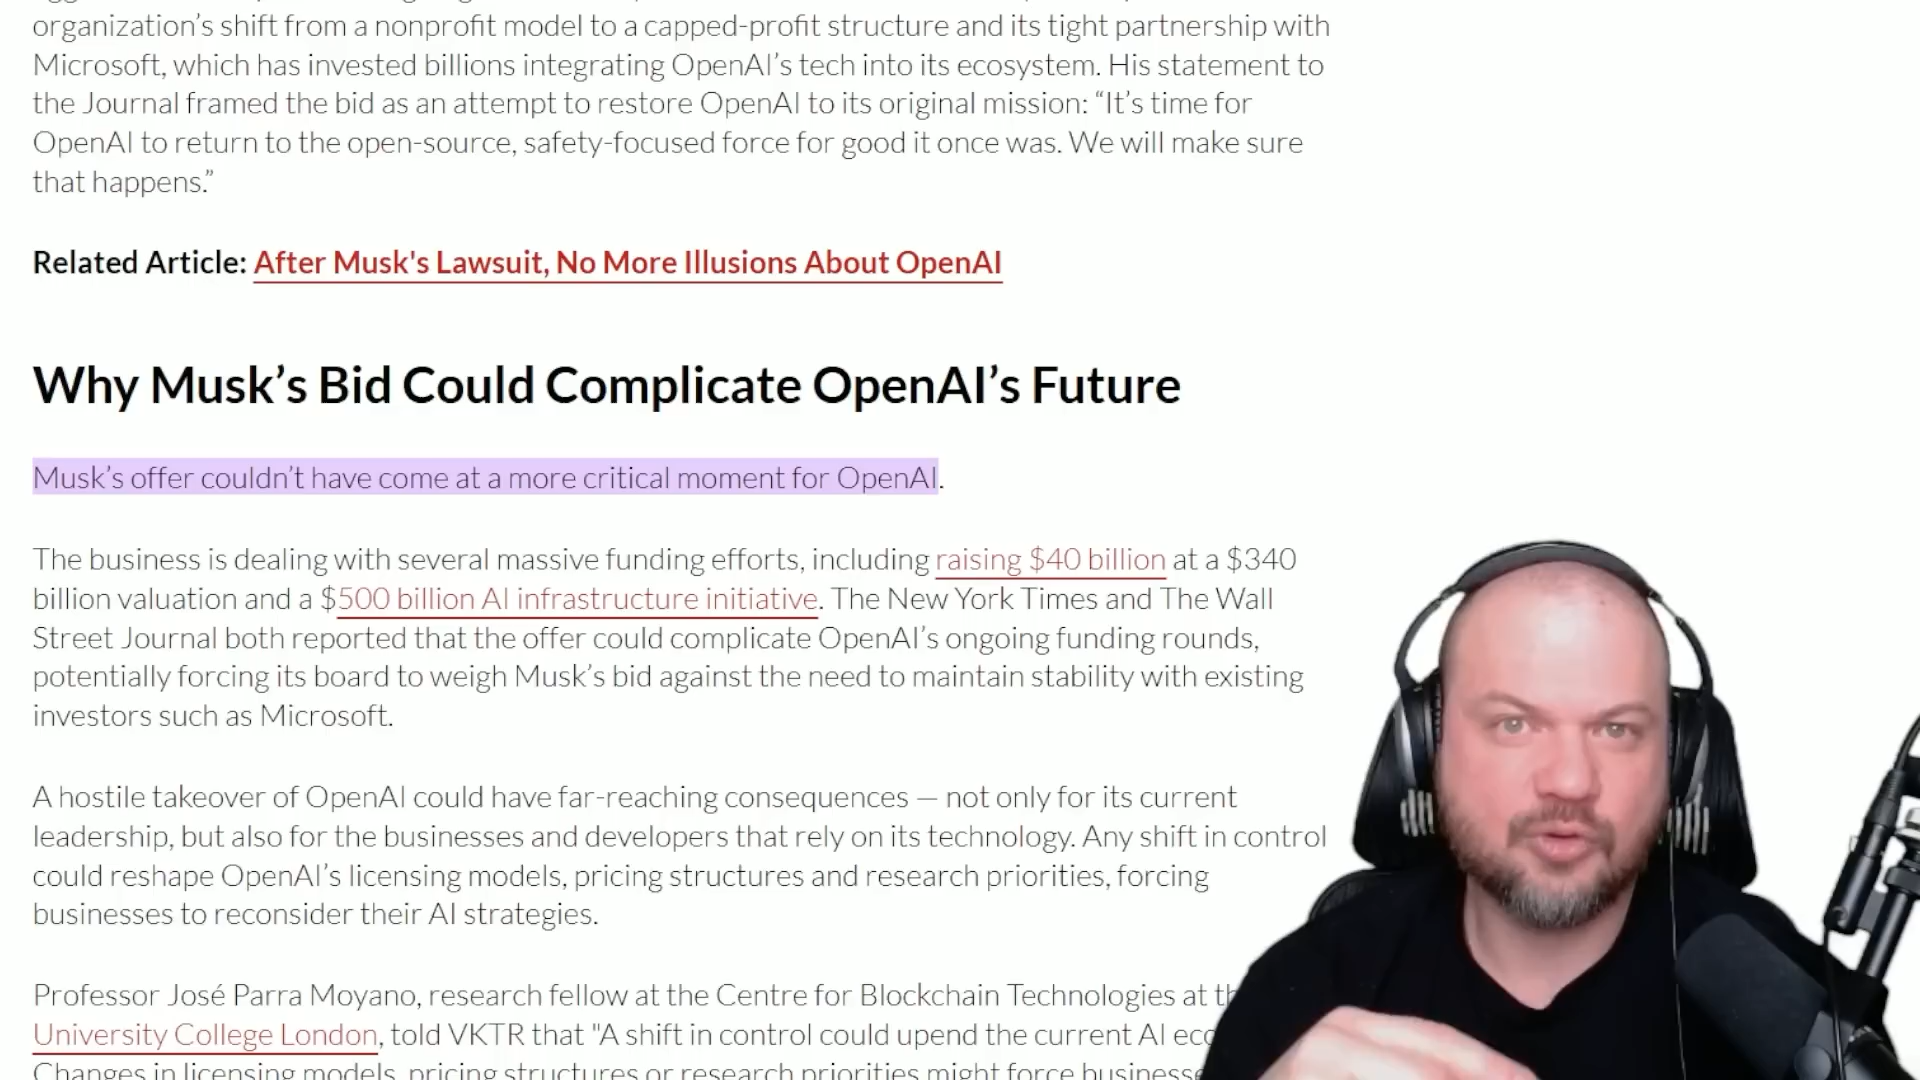 organization’s shift from a nonprofit model to a capped-profit structure and its tight partnership with
Microsoft, which has invested billions integrating OpenAI’s tech into its ecosystem. His statement to
the Journal framed the bid as an attempt to restore OpenAI to its original mission: “It’s time for
OpenAI to return to the open-source, safety-focused force for good it once was. We will make sure
that happens.”
Related Article: After Musk's Lawsuit, No More Illusions About OpenAI
Why Musk’s Bid Could Complicate OpenAI’s Future
Musk’s offer couldn’t have come at a more critical moment for OpenAI.
The business is dealing with several massive funding efforts, including raising $40 billion at a $340
billion valuation and a $500 billion AI infrastructure initiative. The New York Times and The Wall
Street Journal both reported that the offer could complicate OpenAI’s ongoing funding rounds,
potentially forcing its board to weigh Musk’s bid against the need to maintain stability with existing
investors such as Microsoft.
A hostile takeover of OpenAI could have far-reaching consequences — not only for its current
leadership, but also for the businesses and developers that rely on its technology. Any shift in control
could reshape OpenAI’s licensing models, pricing structures and research priorities, forcing
businesses to reconsider their AI strategies.
Professor José Parra Moyano, research fellow at the Centre for Blockchain Technologies at
University College London, told VKTR that "A shift in control could upend the current AI
Changes in licensing models, pricing structures or research priorities might force